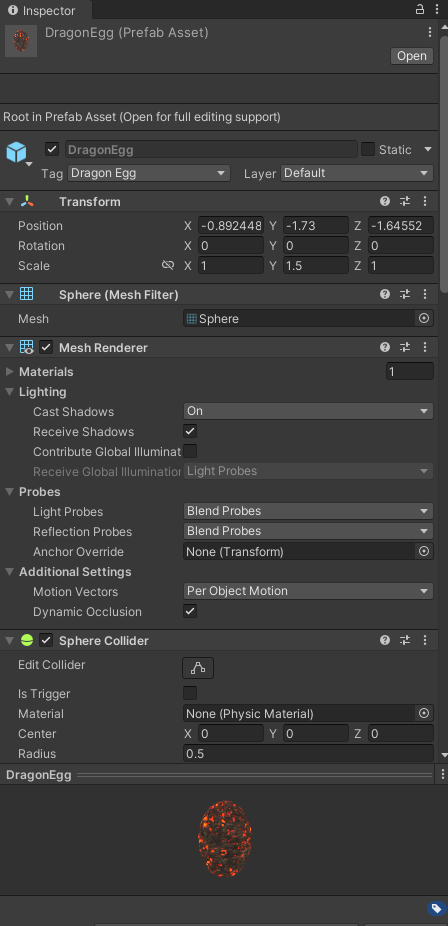 Inspector
DragonEgg (Prefab Asset)
Open
Root in Prefab Asset (Open for full editing support)
DragonEgg Static
Tag Dragon Egg Layer Default
Transform
Position X -0.892448 Y -1.73 Z -1.64552
Rotation X 0 Y 0 Z 0
Scale X 1 Y 1.5 Z 1
Sphere (Mesh Filter)
Mesh Sphere
Mesh Renderer
Materials 1
Lighting
Cast Shadows On
Receive Shadows
Contribute Global Illuminat
Receive Global Illumination Light Probes
Probes
Light Probes Blend Probes
Reflection Probes Blend Probes
Anchor Override None (Transform)
Additional Settings
Motion Vectors Per Object Motion
Dynamic Occlusion
Sphere Collider
Edit Collider
Is Trigger
Material None (Physic Material)
Center X 0 Y 0 Z 0
Radius 0.5
DragonEgg